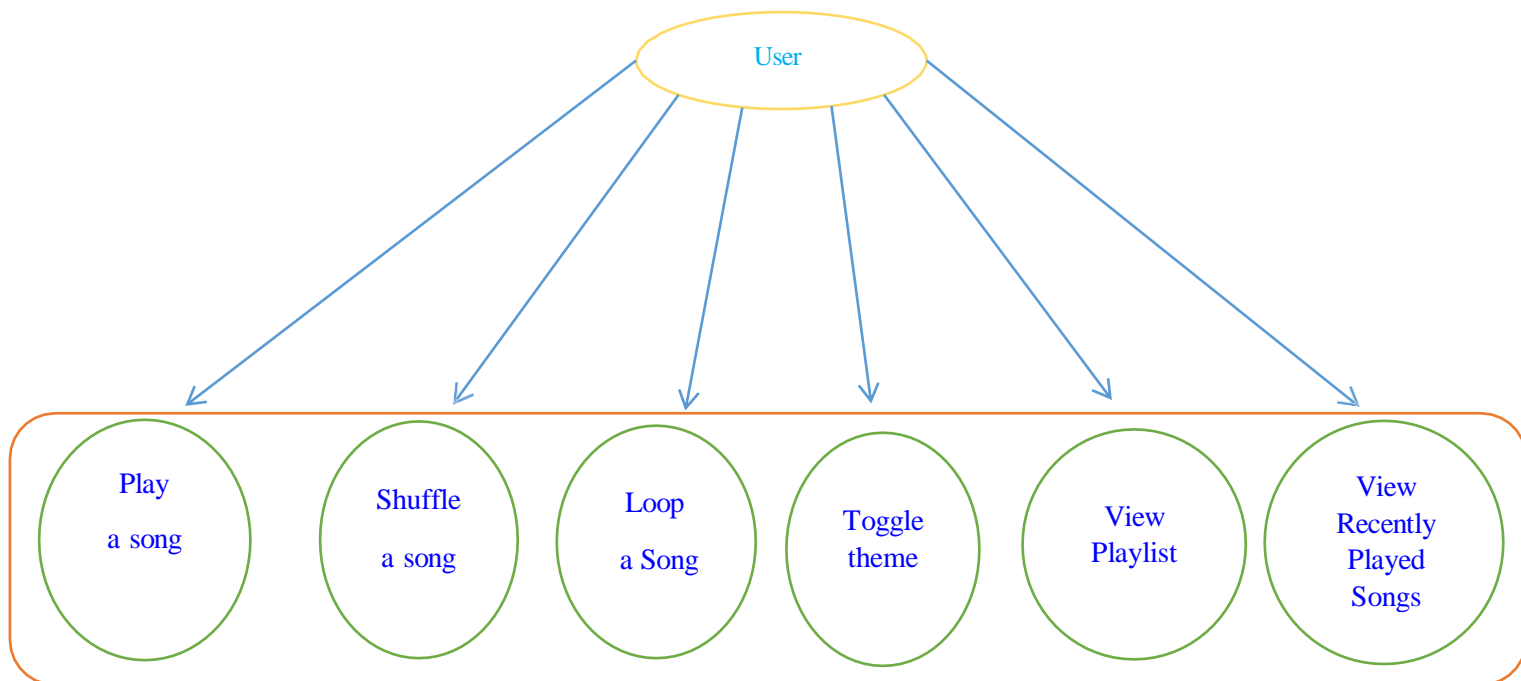 User
Play
a song
Shuffle
a song
Loop
a Song
Toggle
theme
View
Playlist
View
Recently
Played
Songs